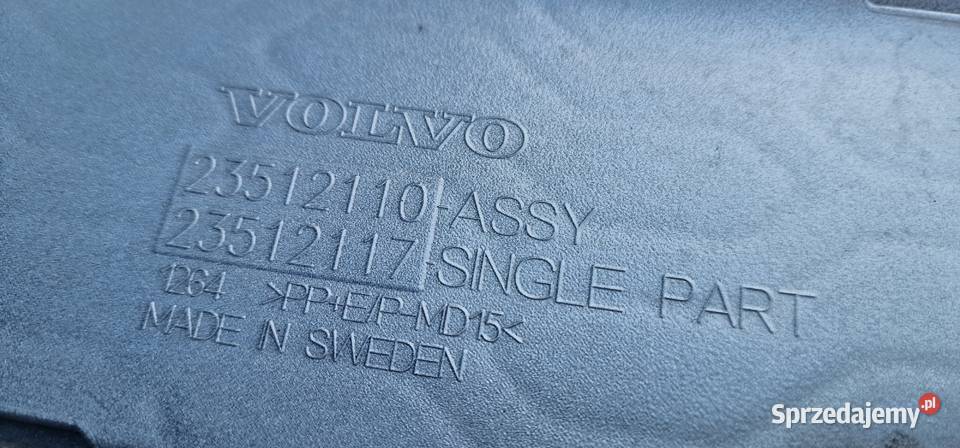 VOLVO
23512110-ASSY
23512117-SINGLE PART
1264 >PP+E/P-MD15<
MADE IN SWEDEN
Sprzedajemy.pl